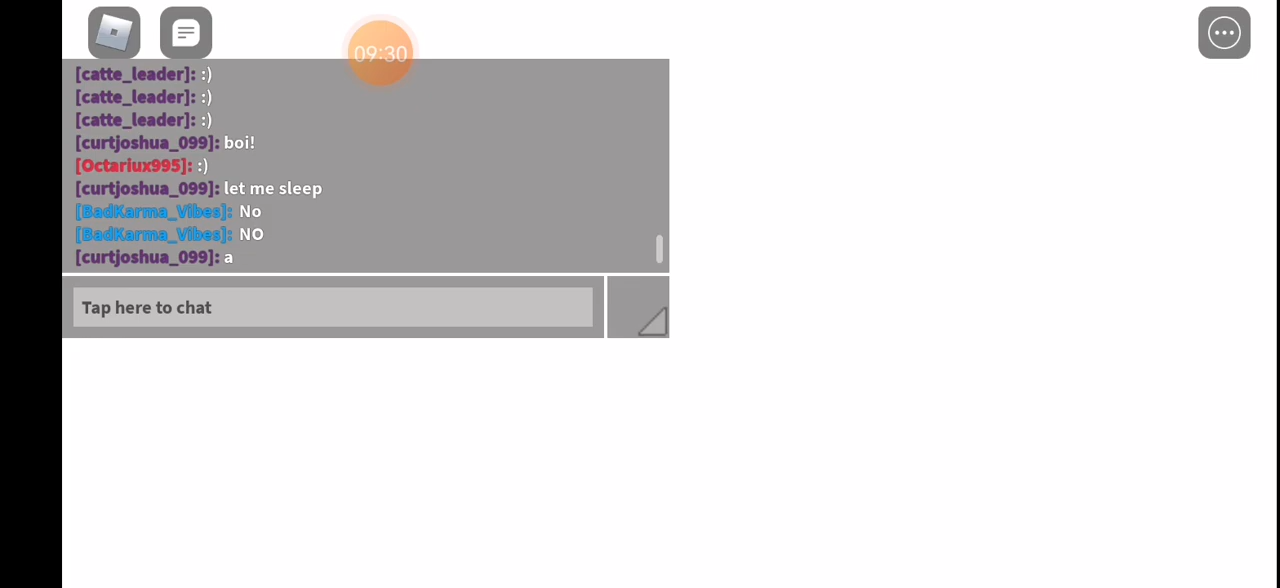 09:30
[catte_leader]: :)
[catte_leader]: :)
[catte_leader]: :)
[curtjoshua_099]: boi!
[Octariux995]: :)
[curtjoshua_099]: let me sleep
[BadKarma_Vibes]: No
[BadKarma_Vibes]: NO
[curtjoshua_099]: a
Tap here to chat